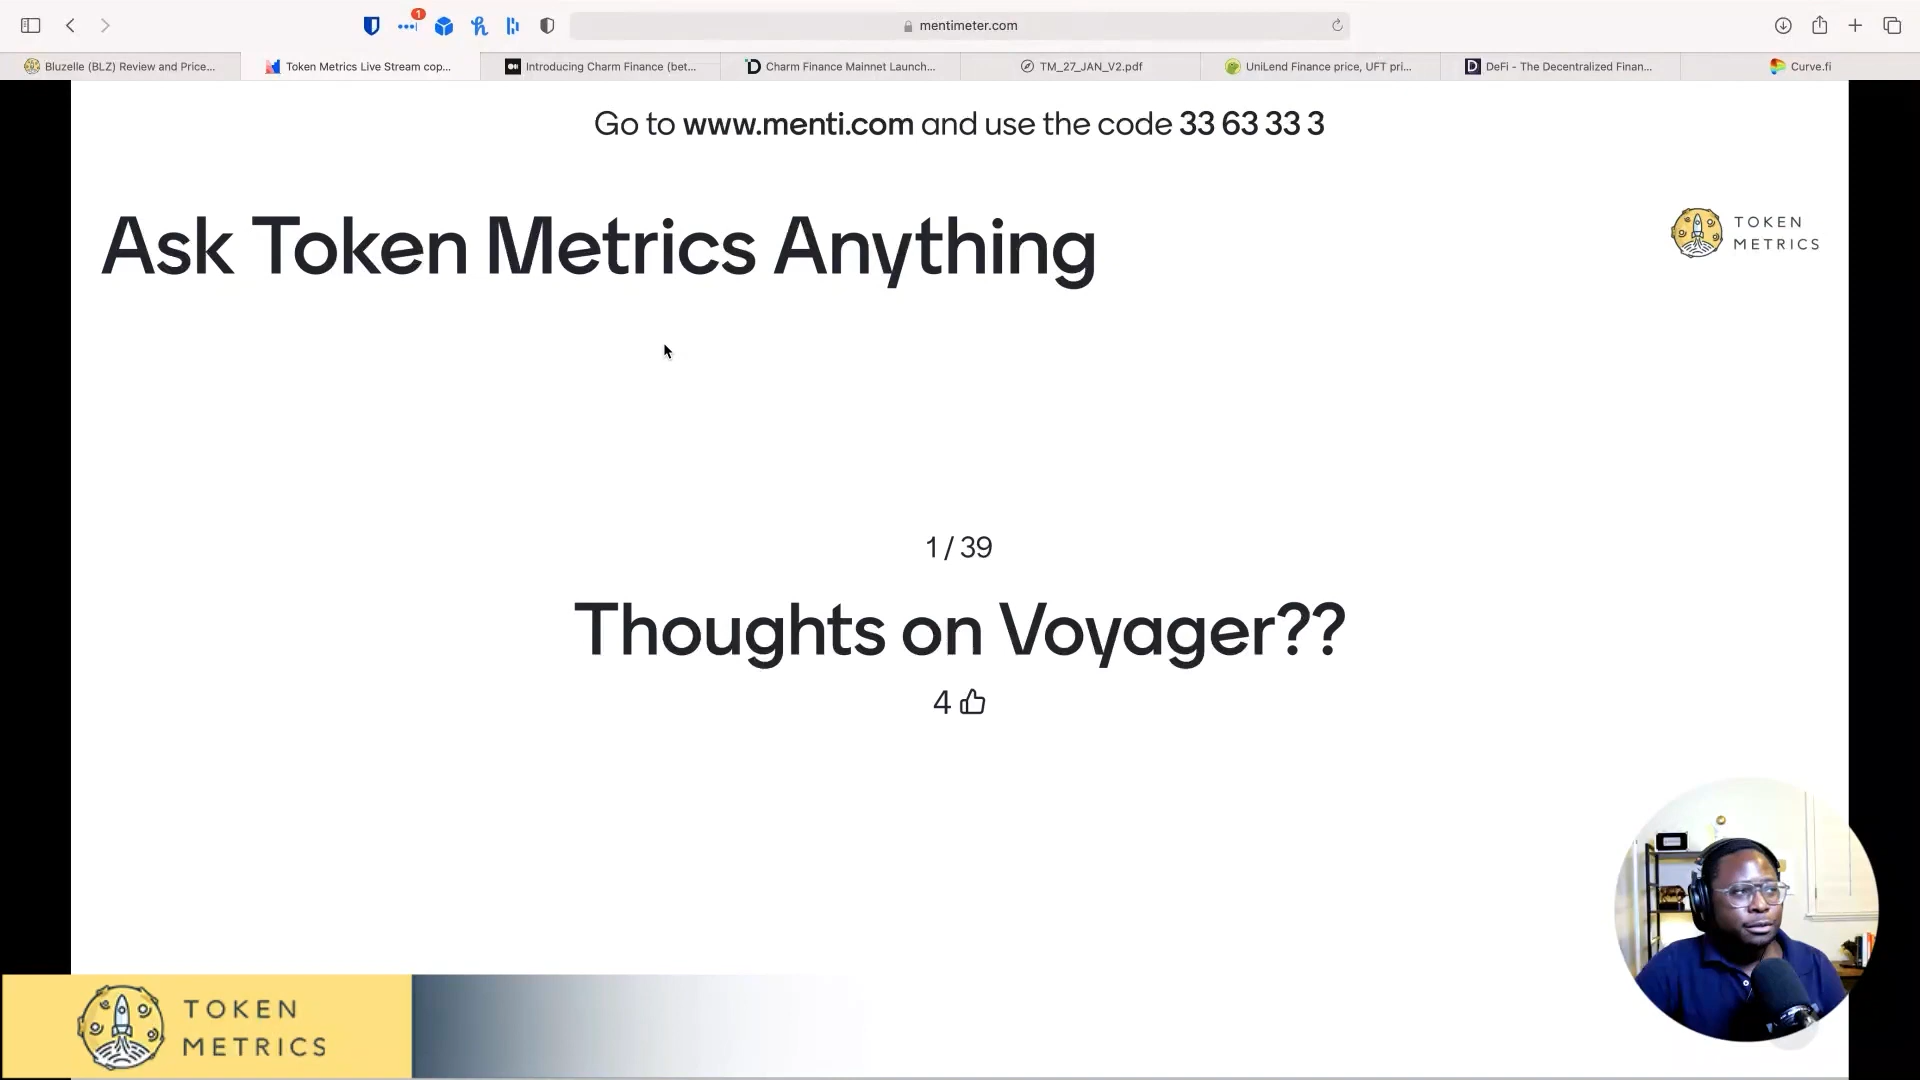 1
mentimeter.com
Bluzelle (BLZ) Review and Price...
Token Metrics Live Stream cop...
Introducing Charm Finance (bet...
Charm Finance Mainnet Launch...
TM_27_JAN_V2.pdf
UniLend Finance price, UFT pri...
DeFi - The Decentralized Finan...
Curve.fi
Go to www.menti.com and use the code 33 63 33 3
Ask Token Metrics Anything
TOKEN
METRICS
1 / 39
Thoughts on Voyager??
4
TOKEN
METRICS